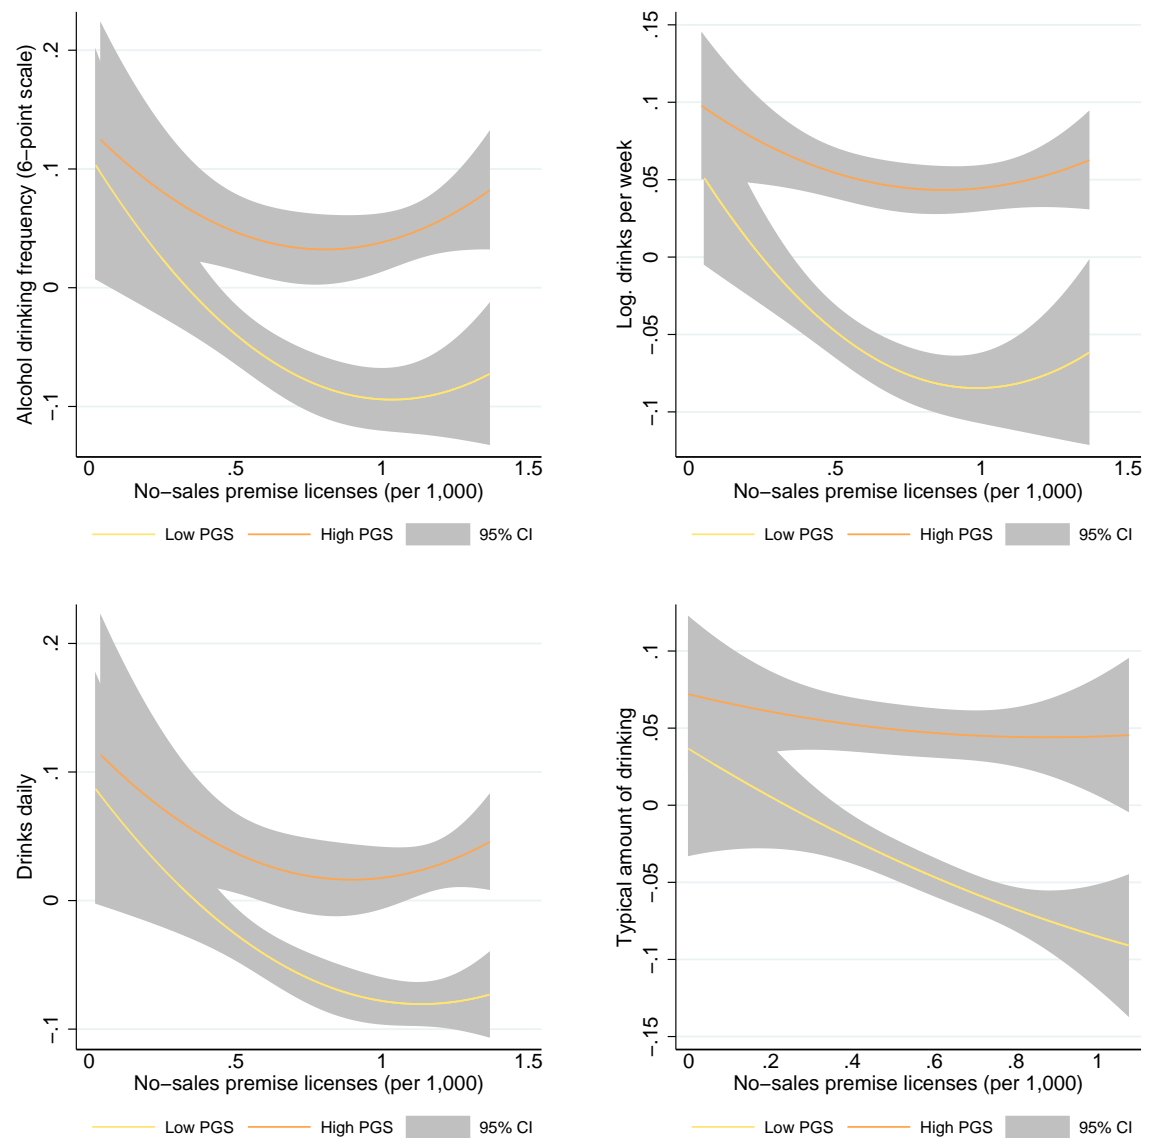 Alcohol drinking frequency (6−point scale)
.2
.1
0
−.1
0 .5 1 1.5
No−sales premise licenses (per 1,000)
Low PGS High PGS 95% CI
Log. drinks per week
.15
.1
.05
0
−.05
−.1
0 .5 1 1.5
No−sales premise licenses (per 1,000)
Low PGS High PGS 95% CI
Drinks daily
.2
.1
0
−.1
0 .5 1 1.5
No−sales premise licenses (per 1,000)
Low PGS High PGS 95% CI
Typical amount of drinking
.1
.05
0
−.05
−.1
−.15
0 .2 .4 .6 .8 1
No−sales premise licenses (per 1,000)
Low PGS High PGS 95% CI